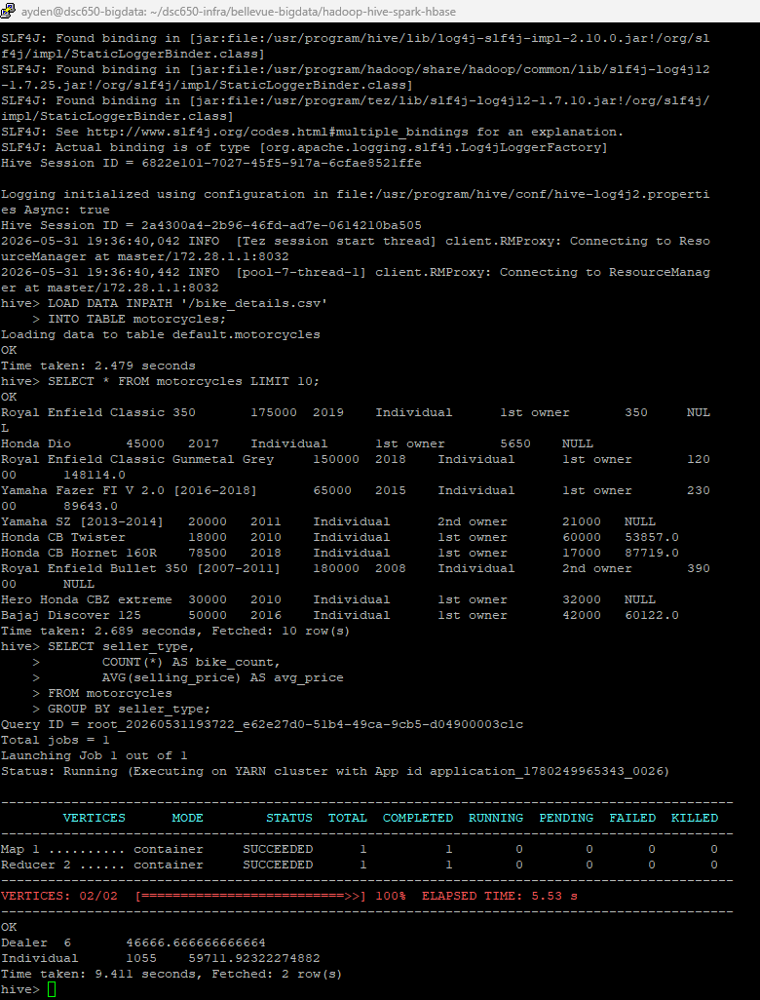 ayden@dsc650-bigdata: ~/dsc650-infra/bellevue-bigdata/hadoop-hive-spark-hbase
SLF4J: Found binding in [jar:file:/usr/program/hive/lib/log4j-slf4j-impl-2.10.0.jar!/org/sl
f4j/impl/StaticLoggerBinder.class]
SLF4J: Found binding in [jar:file:/usr/program/hadoop/share/hadoop/common/lib/slf4j-log4j12
-1.7.25.jar!/org/slf4j/impl/StaticLoggerBinder.class]
SLF4J: Found binding in [jar:file:/usr/program/tez/lib/slf4j-log4j12-1.7.10.jar!/org/slf4j/
impl/StaticLoggerBinder.class]
SLF4J: See http://www.slf4j.org/codes.html#multiple_bindings for an explanation.
SLF4J: Actual binding is of type [org.apache.logging.slf4j.Log4jLoggerFactory]
Hive Session ID = 6822e101-7027-45f5-917a-6cfae8521ffe
Logging initialized using configuration in file:/usr/program/hive/conf/hive-log4j2.properti
es Async: true
Hive Session ID = 2a4300a4-2b96-46fd-ad7e-0614210ba505
2026-05-31 19:36:40,042 INFO  [Tez session start thread] client.RMProxy: Connecting to Reso
urceManager at master/172.28.1.1:8032
2026-05-31 19:36:40,442 INFO  [pool-7-thread-1] client.RMProxy: Connecting to ResourceManag
er at master/172.28.1.1:8032
hive> LOAD DATA INPATH '/bike_details.csv'
    > INTO TABLE motorcycles;
Loading data to table default.motorcycles
OK
Time taken: 2.479 seconds
hive> SELECT * FROM motorcycles LIMIT 10;
OK
Royal Enfield Classic 350       175000  2019    Individual      1st owner       350     NUL
L
Honda Dio       45000   2017    Individual      1st owner       5650    NULL
Royal Enfield Classic Gunmetal Grey     150000  2018    Individual      1st owner       120
00      148114.0
Yamaha Fazer FI V 2.0 [2016-2018]       65000   2015    Individual      1st owner       230
00      89643.0
Yamaha SZ [2013-2014]   20000   2011    Individual      2nd owner       21000   NULL
Honda CB Twister        18000   2010    Individual      1st owner       60000   53857.0
Honda CB Hornet 160R    78500   2018    Individual      1st owner       17000   87719.0
Royal Enfield Bullet 350 [2007-2011]    180000  2008    Individual      2nd owner       390
00      NULL
Hero Honda CBZ extreme  30000   2010    Individual      1st owner       32000   NULL
Bajaj Discover 125      50000   2016    Individual      1st owner       42000   60122.0
Time taken: 2.689 seconds, Fetched: 10 row(s)
hive> SELECT seller_type,
    >        COUNT(*) AS bike_count,
    >        AVG(selling_price) AS avg_price
    > FROM motorcycles
    > GROUP BY seller_type;
Query ID = root_20260531193722_e62e27d0-51b4-49ca-9cb5-d04900003c1c
Total jobs = 1
Launching Job 1 out of 1
Status: Running (Executing on YARN cluster with App id application_1780249965343_0026)
----------------------------------------------------------------------------------------------
        VERTICES      MODE        STATUS  TOTAL  COMPLETED  RUNNING  PENDING  FAILED  KILLED
----------------------------------------------------------------------------------------------
Map 1 .......... container     SUCCEEDED      1          1        0        0       0       0
Reducer 2 ...... container     SUCCEEDED      1          1        0        0       0       0
----------------------------------------------------------------------------------------------
VERTICES: 02/02  [==========================>>] 100%  ELAPSED TIME: 5.53 s
----------------------------------------------------------------------------------------------
OK
Dealer  6       46666.666666666664
Individual      1055    59711.92322274882
Time taken: 9.411 seconds, Fetched: 2 row(s)
hive>